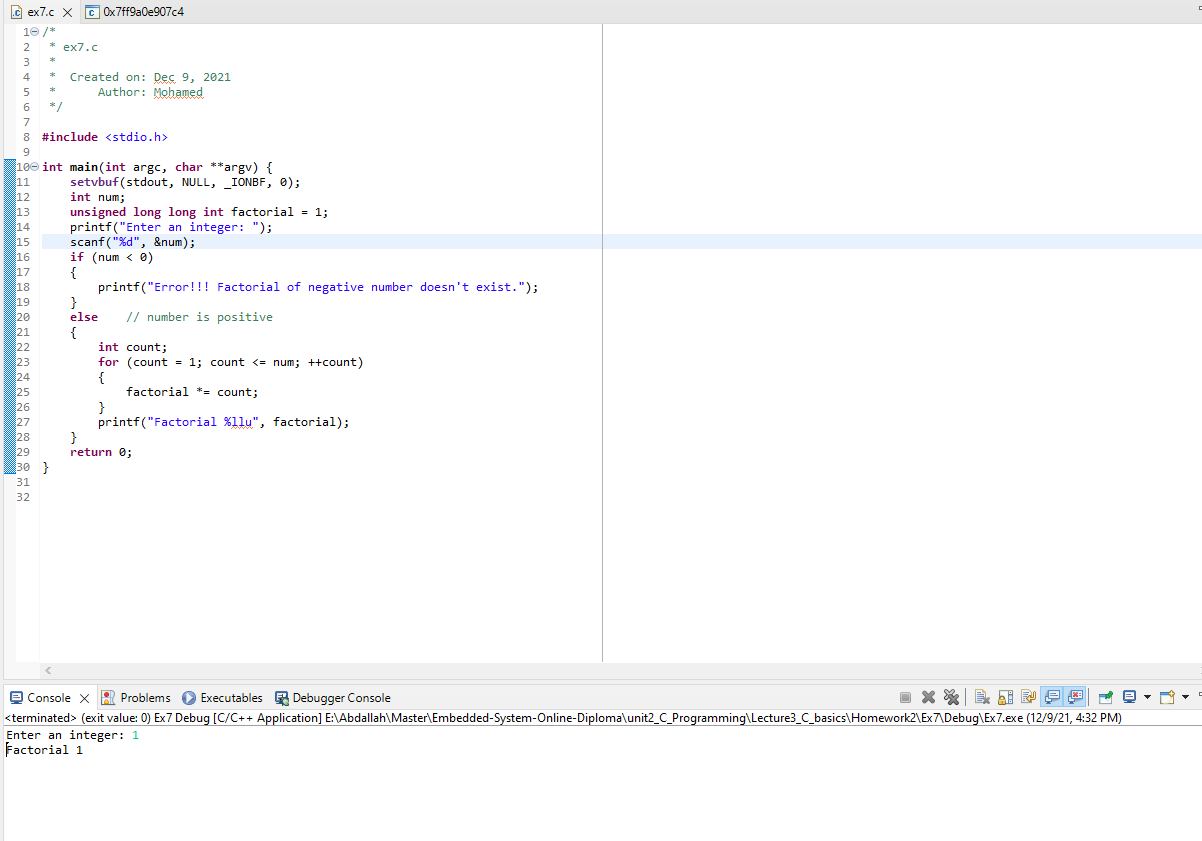 ex7.c 0x7ff9a0e907c4
1 /*
2  * ex7.c
3  *
4  *  Created on: Dec 9, 2021
5  *      Author: Mohamed
6  */
7
8 #include <stdio.h>
9
10 int main(int argc, char **argv) {
11     setvbuf(stdout, NULL, _IONBF, 0);
12     int num;
13     unsigned long long int factorial = 1;
14     printf("Enter an integer: ");
15     scanf("%d", &num);
16     if (num < 0)
17     {
18         printf("Error!!! Factorial of negative number doesn't exist.");
19     }
20     else    // number is positive
21     {
22         int count;
23         for (count = 1; count <= num; ++count)
24         {
25             factorial *= count;
26         }
27         printf("Factorial %llu", factorial);
28     }
29     return 0;
30 }
31
32
Console Problems Executables Debugger Console
<terminated> (exit value: 0) Ex7 Debug [C/C++ Application] E:\Abdallah\Master\Embedded-System-Online-Diploma\unit2_C_Programming\Lecture3_C_basics\Homework2\Ex7\Debug\Ex7.exe (12/9/21, 4:32 PM)
Enter an integer: 1
Factorial 1